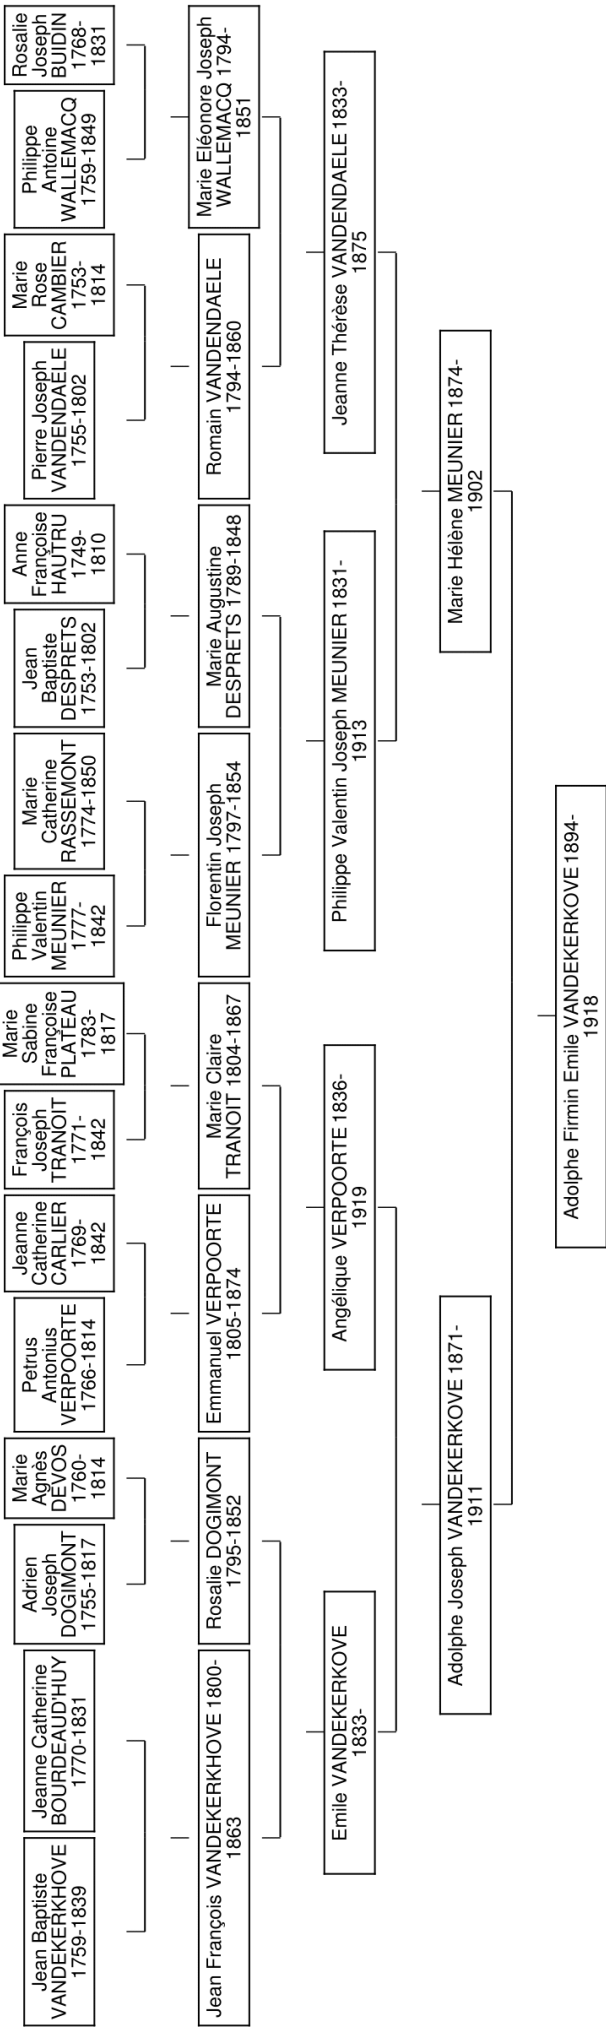 Jean Baptiste
VANDEKERKHOVE
1759-1839
Jeanne Catherine
BOURDEAUD'HUY
1770-1831
Adrien
Joseph
DOGIMONT
1755-1817
Marie
Agnès
DEVOS
1760-
1814
Petrus
Antonius
VERPOORTE
1766-1814
Jeanne
Catherine
CARLIER
1769-
1842
François
Joseph
TRANOIT
1771-
1842
Marie
Sabine
Françoise
PLATEAU
1783-
1817
Philippe
Valentin
MEUNIER
1777-
1842
Marie
Catherine
RASSEMONT
1774-1850
Jean
Baptiste
DESPRETS
1753-1802
Anne
Françoise
HAUTRU
1749-
1810
Pierre Joseph
VANDENDAELE
1755-1802
Marie
Rose
CAMBIER
1753-
1814
Philippe
Antoine
WALLEMACQ
1759-1849
Rosalie
Joseph
BUIDIN
1768-
1831
Jean François VANDEKERKHOVE 1800-
1863
Rosalie DOGIMONT
1795-1852
Emmanuel VERPOORTE
1805-1874
Marie Claire
TRANOIT 1804-1867
Florentin Joseph
MEUNIER 1797-1854
Marie Augustine
DESPRETS 1789-1848
Romain VANDENDAELE
1794-1860
Marie Eléonore Joseph
WALLEMACQ 1794-
1851
Emile VANDEKERKOVE
1833-
Angélique VERPOORTE 1836-
1919
Philippe Valentin Joseph MEUNIER 1831-
1913
Jeanne Thérèse VANDENDAELE 1833-
1875
Adolphe Joseph VANDEKERKOVE 1871-
1911
Marie Hélène MEUNIER 1874-
1902
Adolphe Firmin Emile VANDEKERKOVE 1894-
1918